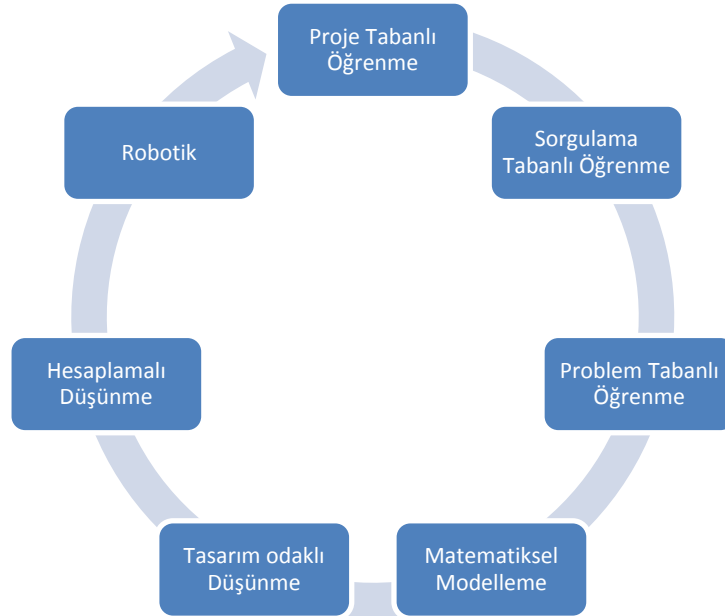 Proje Tabanlı
Öğrenme
Sorgulama
Tabanlı Öğrenme
Problem Tabanlı
Öğrenme
Matematiksel
Modelleme
Tasarım odaklı
Düşünme
Hesaplamalı
Düşünme
Robotik